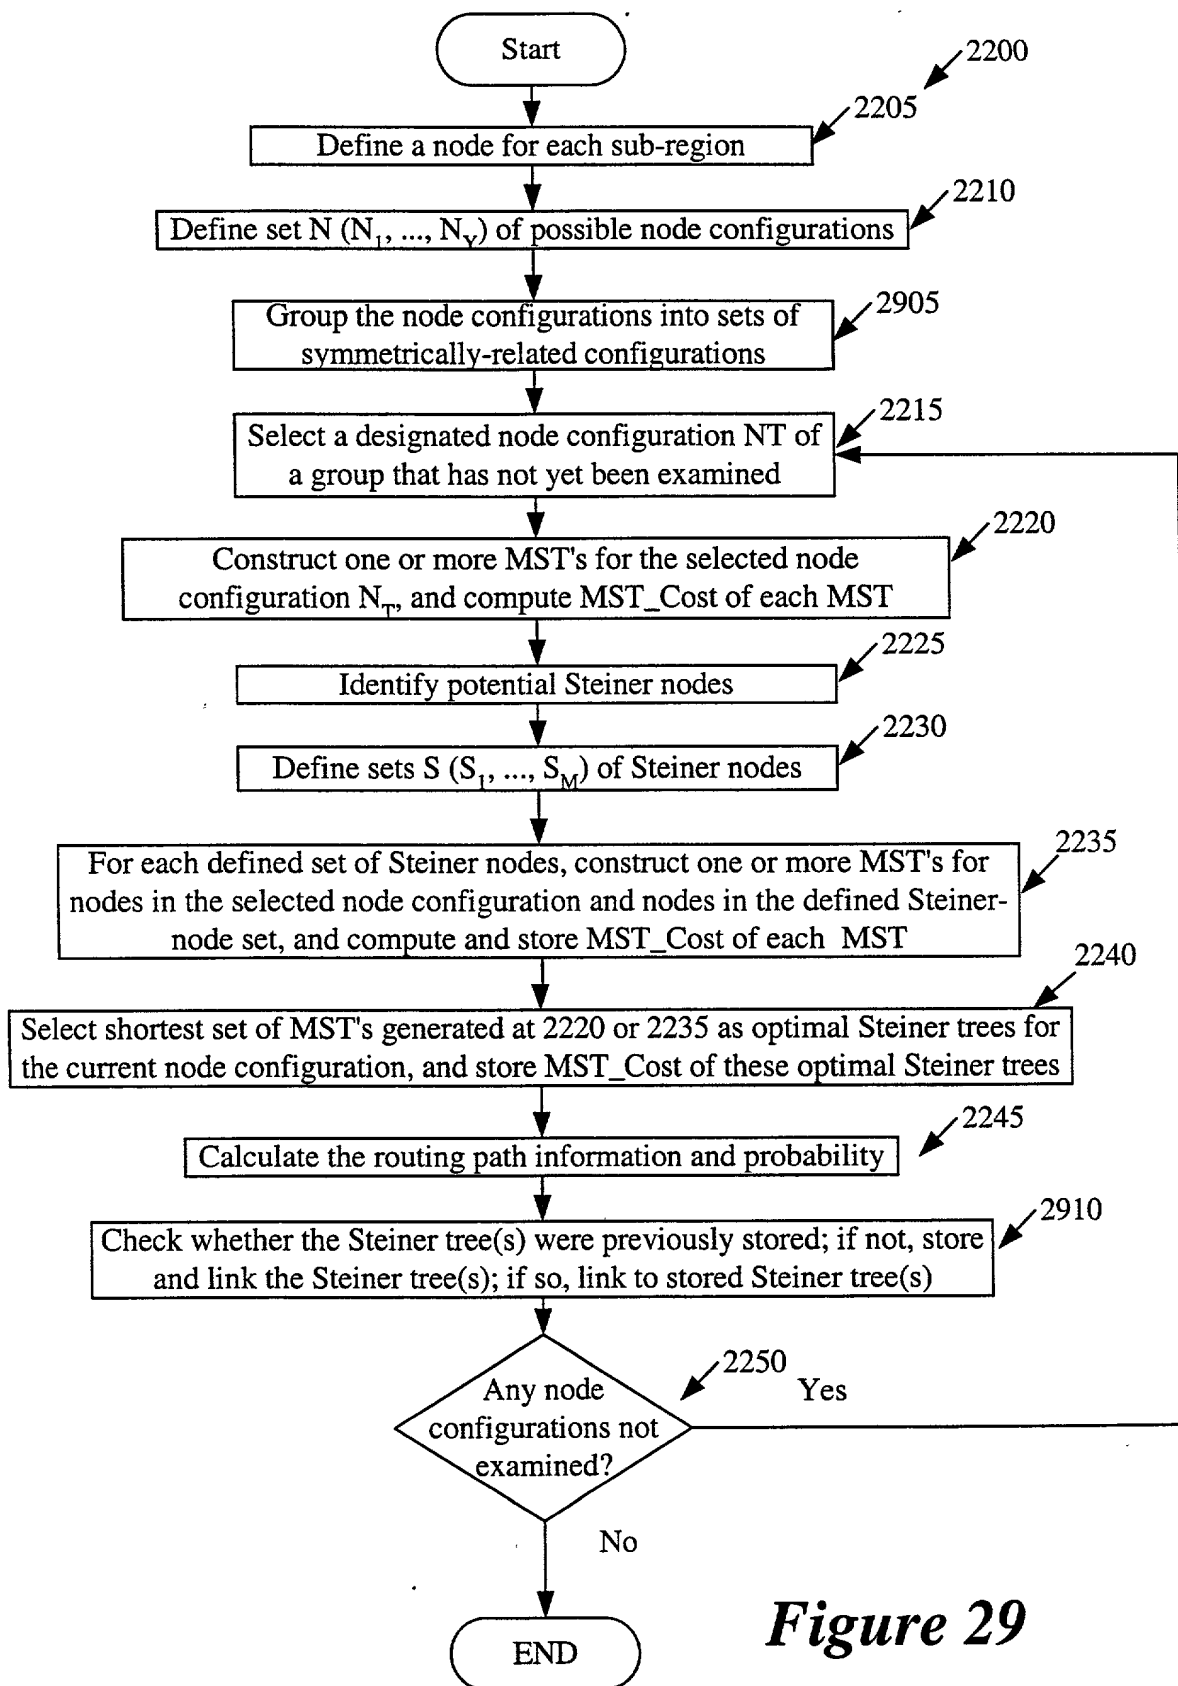 Start
2200
2205
Define a node for each sub-region
2210
Define set N (N1, ..., NY) of possible node configurations
2905
Group the node configurations into sets of
symmetrically-related configurations
2215
Select a designated node configuration NT of
a group that has not yet been examined
2220
Construct one or more MST's for the selected node
configuration NT, and compute MST_Cost of each MST
2225
Identify potential Steiner nodes
2230
Define sets S (S1, ..., SM) of Steiner nodes
2235
For each defined set of Steiner nodes, construct one or more MST's for
nodes in the selected node configuration and nodes in the defined Steiner-
node set, and compute and store MST_Cost of each MST
2240
Select shortest set of MST's generated at 2220 or 2235 as optimal Steiner trees for
the current node configuration, and store MST_Cost of these optimal Steiner trees
2245
Calculate the routing path information and probability
2910
Check whether the Steiner tree(s) were previously stored; if not, store
and link the Steiner tree(s); if so, link to stored Steiner tree(s)
2250
Yes
Any node
configurations not
examined?
No
END
Figure 29